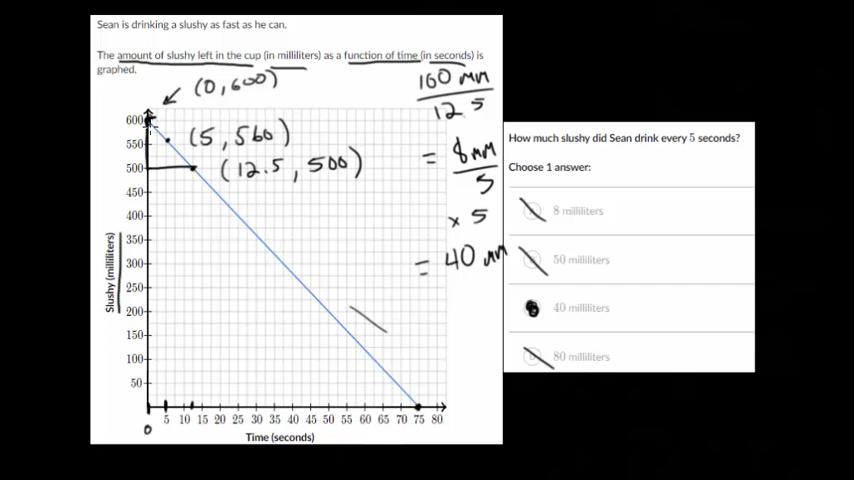 Sean is drinking a slushy as fast as he can.
The amount of slushy left in the cup (in milliliters) as a function of time (in seconds) is
graphed.
(0,600)
(5,560)
(12.5,500)
600
550
500
450
400
350
300
250
200
150
100
50
Slushy (milliliters)
0
5 10 15 20 25 30 35 40 45 50 55 60 65 70 75 80
Time (seconds)
100 mm
12 5
= 8 mm
5
x 5
= 40 mm
How much slushy did Sean drink every 5 seconds?
Choose 1 answer:
8 milliliters
50 milliliters
40 milliliters
80 milliliters